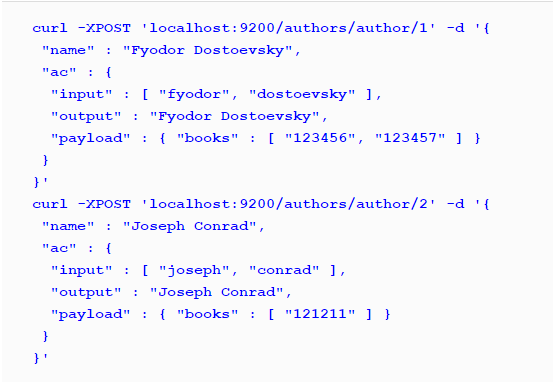 curl -XPOST 'localhost:9200/authors/author/1' -d '{
 "name" : "Fyodor Dostoevsky",
 "ac" : {
  "input" : [ "fyodor", "dostoevsky" ],
  "output" : "Fyodor Dostoevsky",
  "payload" : { "books" : [ "123456", "123457" ] }
 }
}'
curl -XPOST 'localhost:9200/authors/author/2' -d '{
 "name" : "Joseph Conrad",
 "ac" : {
  "input" : [ "joseph", "conrad" ],
  "output" : "Joseph Conrad",
  "payload" : { "books" : [ "121211" ] }
 }
}'